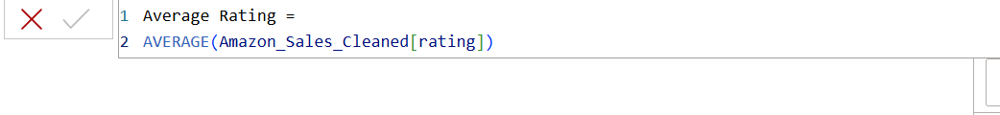 1 Average Rating =
2 AVERAGE(Amazon_Sales_Cleaned[rating])